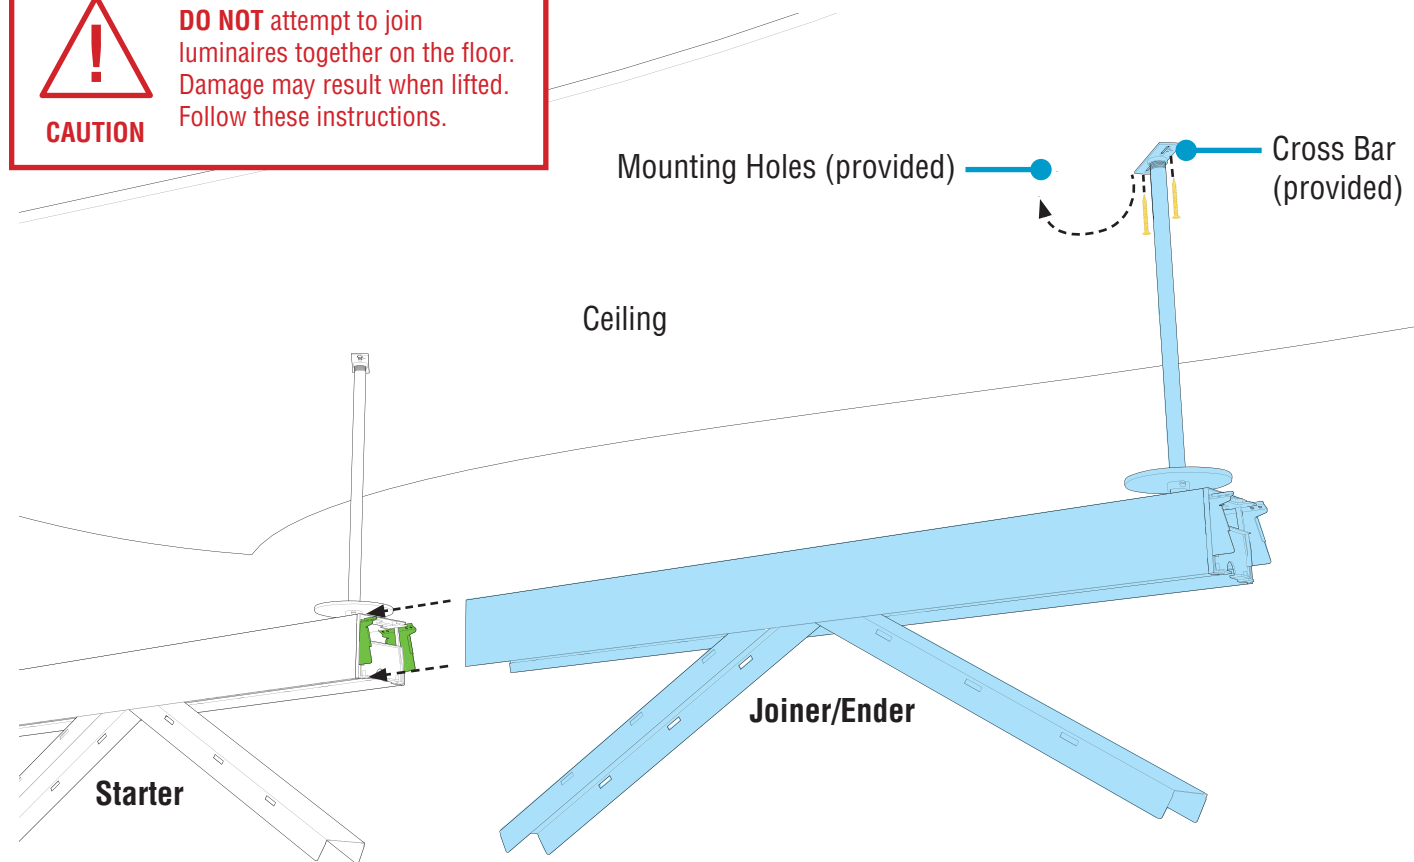 DO NOT attempt to join
luminaires together on the floor.
Damage may result when lifted.
Follow these instructions.
CAUTION
Mounting Holes (provided)
Cross Bar
(provided)
Ceiling
Joiner/Ender
Starter